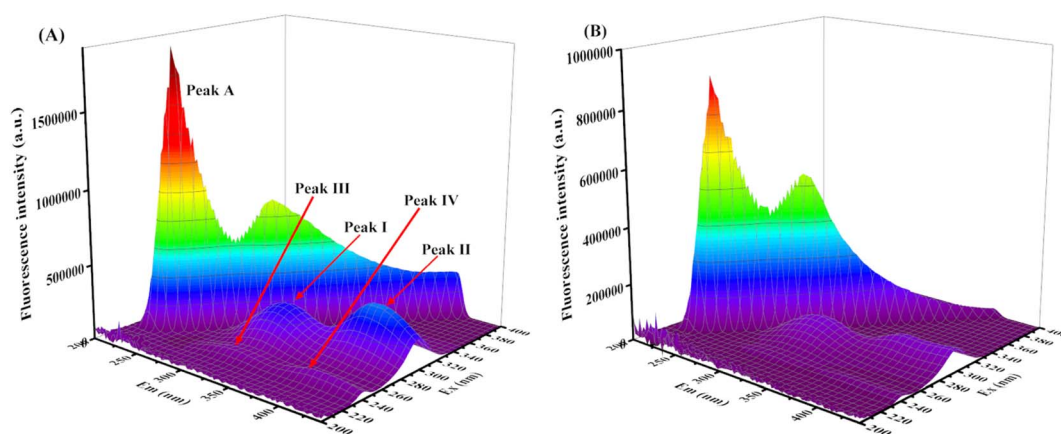 (A)
Peak A
Peak III
Peak IV
Peak I
Peak II
Fluorescence intensity (a.u.)
1500000
1000000
500000
250
300
350
400
Em (nm)
200
220
240
260
280
300
320
340
360
380
400
Ex (nm)
(B)
Fluorescence intensity (a.u.)
1000000
800000
600000
400000
200000
250
300
350
400
Em (nm)
200
220
240
260
280
300
320
340
360
380
Ex (nm)